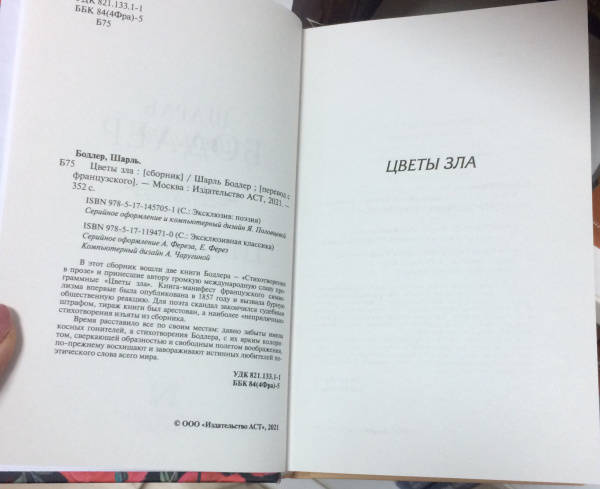 УДК 821.133.1-1
ББК 84(4Фра)-5
Б75
Бодлер, Шарль.
Б75 Цветы зла : [сборник] / Шарль Бодлер ; [перевод с
французского]. — Москва : Издательство АСТ, 2021. –
352 с.
ISBN 978-5-17-145705-1 (С.: Эксклюзив: поэзия)
Серийное оформление и компьютерный дизайн Я. Половцевой
ISBN 978-5-17-119471-0 (С.: Эксклюзивная классика)
Серийное оформление А. Фереза, Е. Ферез
Компьютерный дизайн А. Чаругиной
В этот сборник вошли две книги Бодлера – «Стихотворения
в прозе» и принесшие автору громкую международную славу про-
граммные «Цветы зла». Книга-манифест французского симво-
лизма впервые была опубликована в 1857 году и вызвала бурную
общественную реакцию. Для поэта скандал закончился судебным
штрафом, тираж книги был арестован, а наиболее «неприличные»
стихотворения изъяты из сборника.
Время расставило все по своим местам: давно забыты имена
косных гонителей, а стихотворения Бодлера, с их ярким колори-
том, сверкающей образностью и свободным полетом воображения,
по-прежнему восхищают и завораживают истинных любителей по-
этического слова всего мира.
УДК 821.133.1-1
ББК 84(4Фра)-5
© ООО «Издательство АСТ», 2021
ЦВЕТЫ ЗЛА